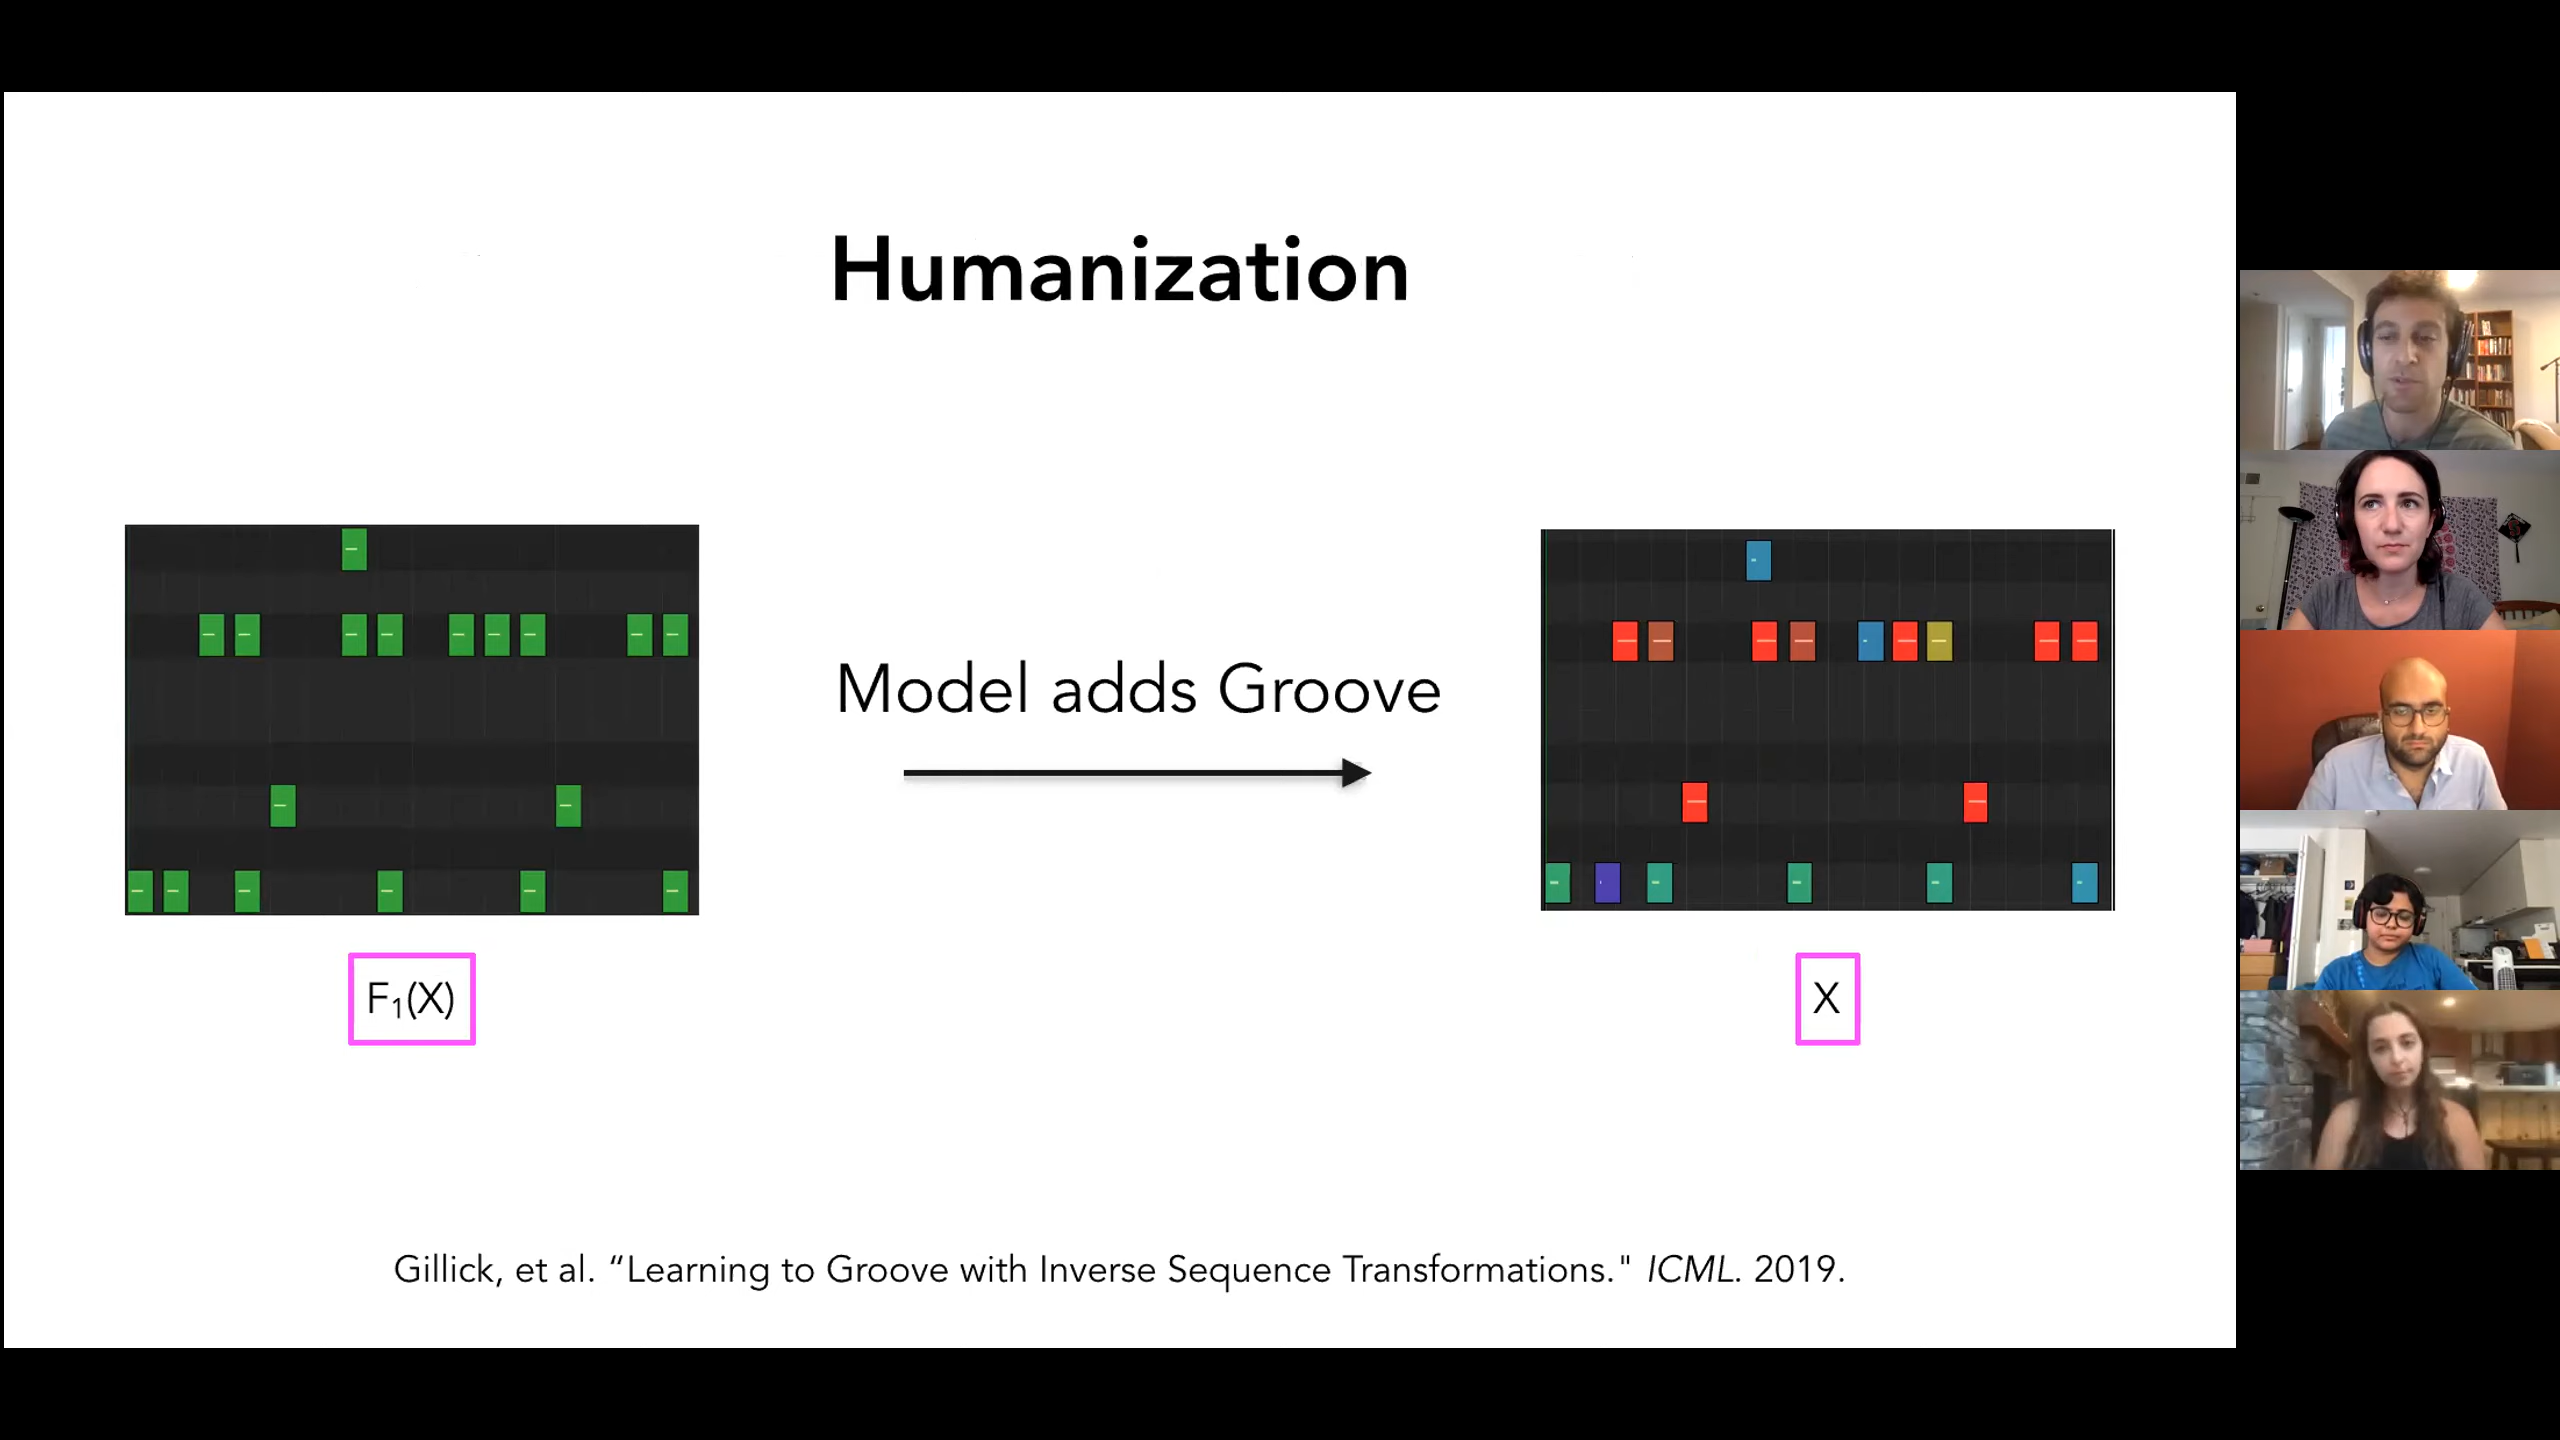 Humanization
Model adds Groove
F₁(X)
X
Gillick, et al. “Learning to Groove with Inverse Sequence Transformations." ICML. 2019.